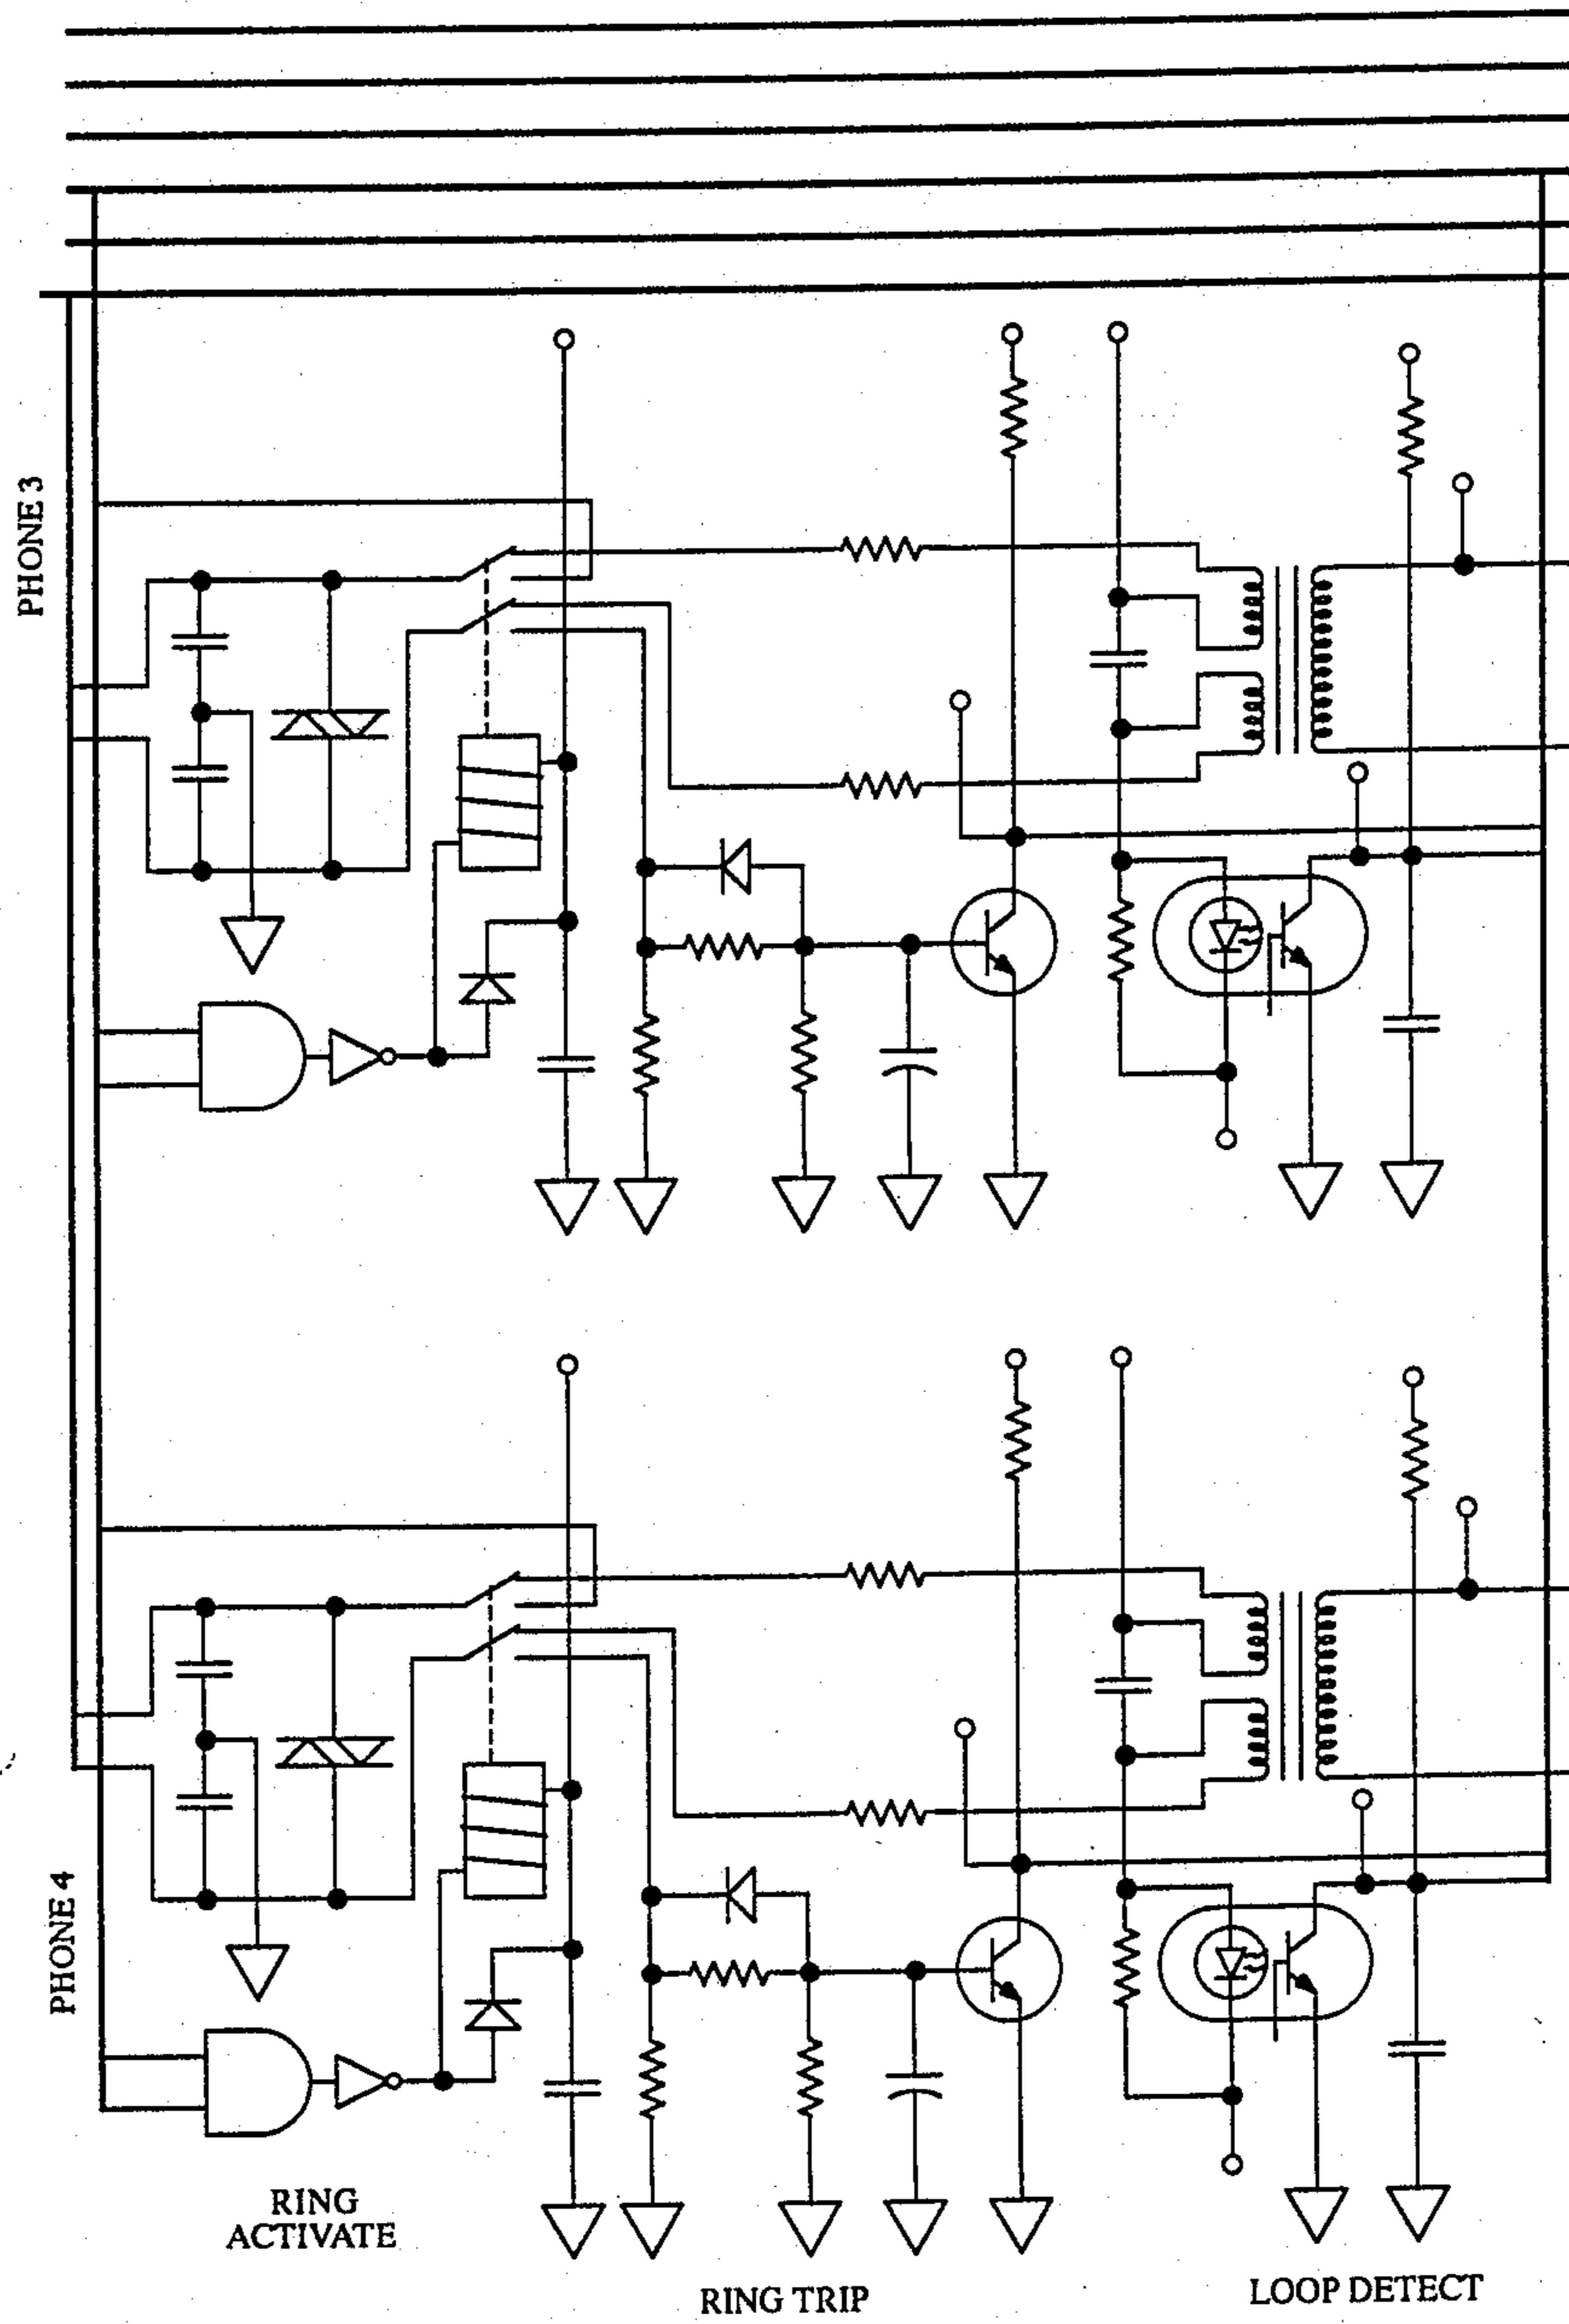 PHONE 3
PHONE 4
RING
ACTIVATE
RING TRIP
LOOP DETECT